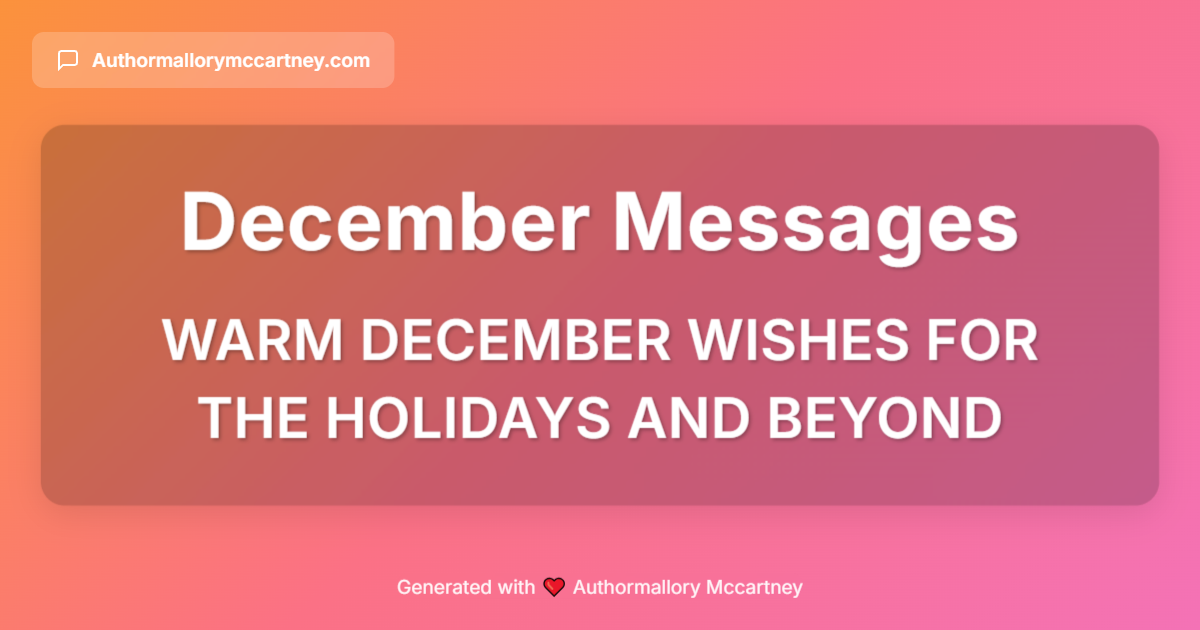 Authormallorymccartney.com
December Messages
WARM DECEMBER WISHES FOR
THE HOLIDAYS AND BEYOND
Generated with ❤️ Authormallory Mccartney